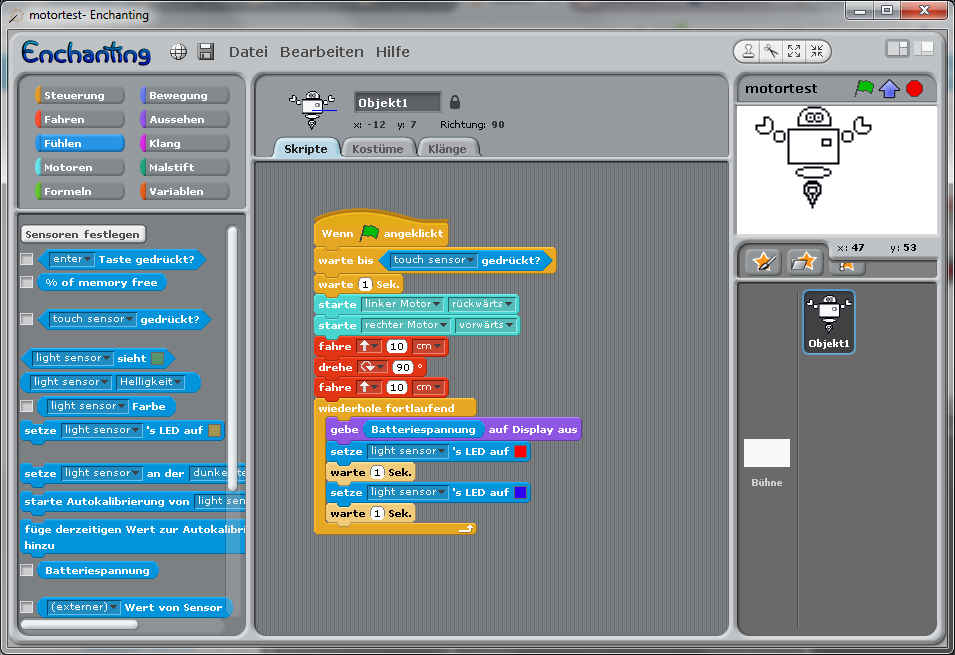 motortest- Enchanting
Enchanting
Datei Bearbeiten Hilfe
Steuerung Bewegung
Fahren Aussehen
Fühlen Klang
Motoren Malstift
Formeln Variablen
Sensoren festlegen
enter Taste gedrückt?
% of memory free
touch sensor gedrückt?
light sensor sieht
light sensor Helligkeit
light sensor Farbe
setze light sensor 's LED auf
setze light sensor an der dunkelste
starte Autokalibrierung von light sen
füge derzeitigen Wert zur Autokalibri
hinzu
Batteriespannung
(externer) Wert von Sensor
Objekt1
x: -12 y: 7 Richtung: 90
Skripte Kostüme Klänge
Wenn angeklickt
warte bis touch sensor gedrückt?
warte 1 Sek.
starte linker Motor rückwärts
starte rechter Motor vorwärts
fahre 10 cm
drehe 90 °
fahre 10 cm
wiederhole fortlaufend
gebe Batteriespannung auf Display aus
setze light sensor 's LED auf
warte 1 Sek.
setze light sensor 's LED auf
warte 1 Sek.
motortest
x: 47 y: 53
Objekt1
Bühne